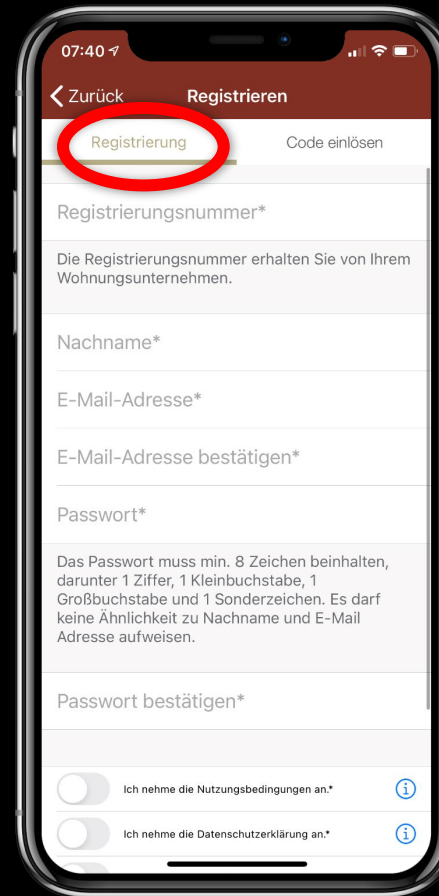 07:40
Zurück Registrieren
Registrierung Code einlösen
Registrierungsnummer*
Die Registrierungsnummer erhalten Sie von Ihrem
Wohnungsunternehmen.
Nachname*
E-Mail-Adresse*
E-Mail-Adresse bestätigen*
Passwort*
Das Passwort muss min. 8 Zeichen beinhalten,
darunter 1 Ziffer, 1 Kleinbuchstabe, 1
Großbuchstabe und 1 Sonderzeichen. Es darf
keine Ähnlichkeit zu Nachname und E-Mail
Adresse aufweisen.
Passwort bestätigen*
Ich nehme die Nutzungsbedingungen an.*
Ich nehme die Datenschutzerklärung an.*